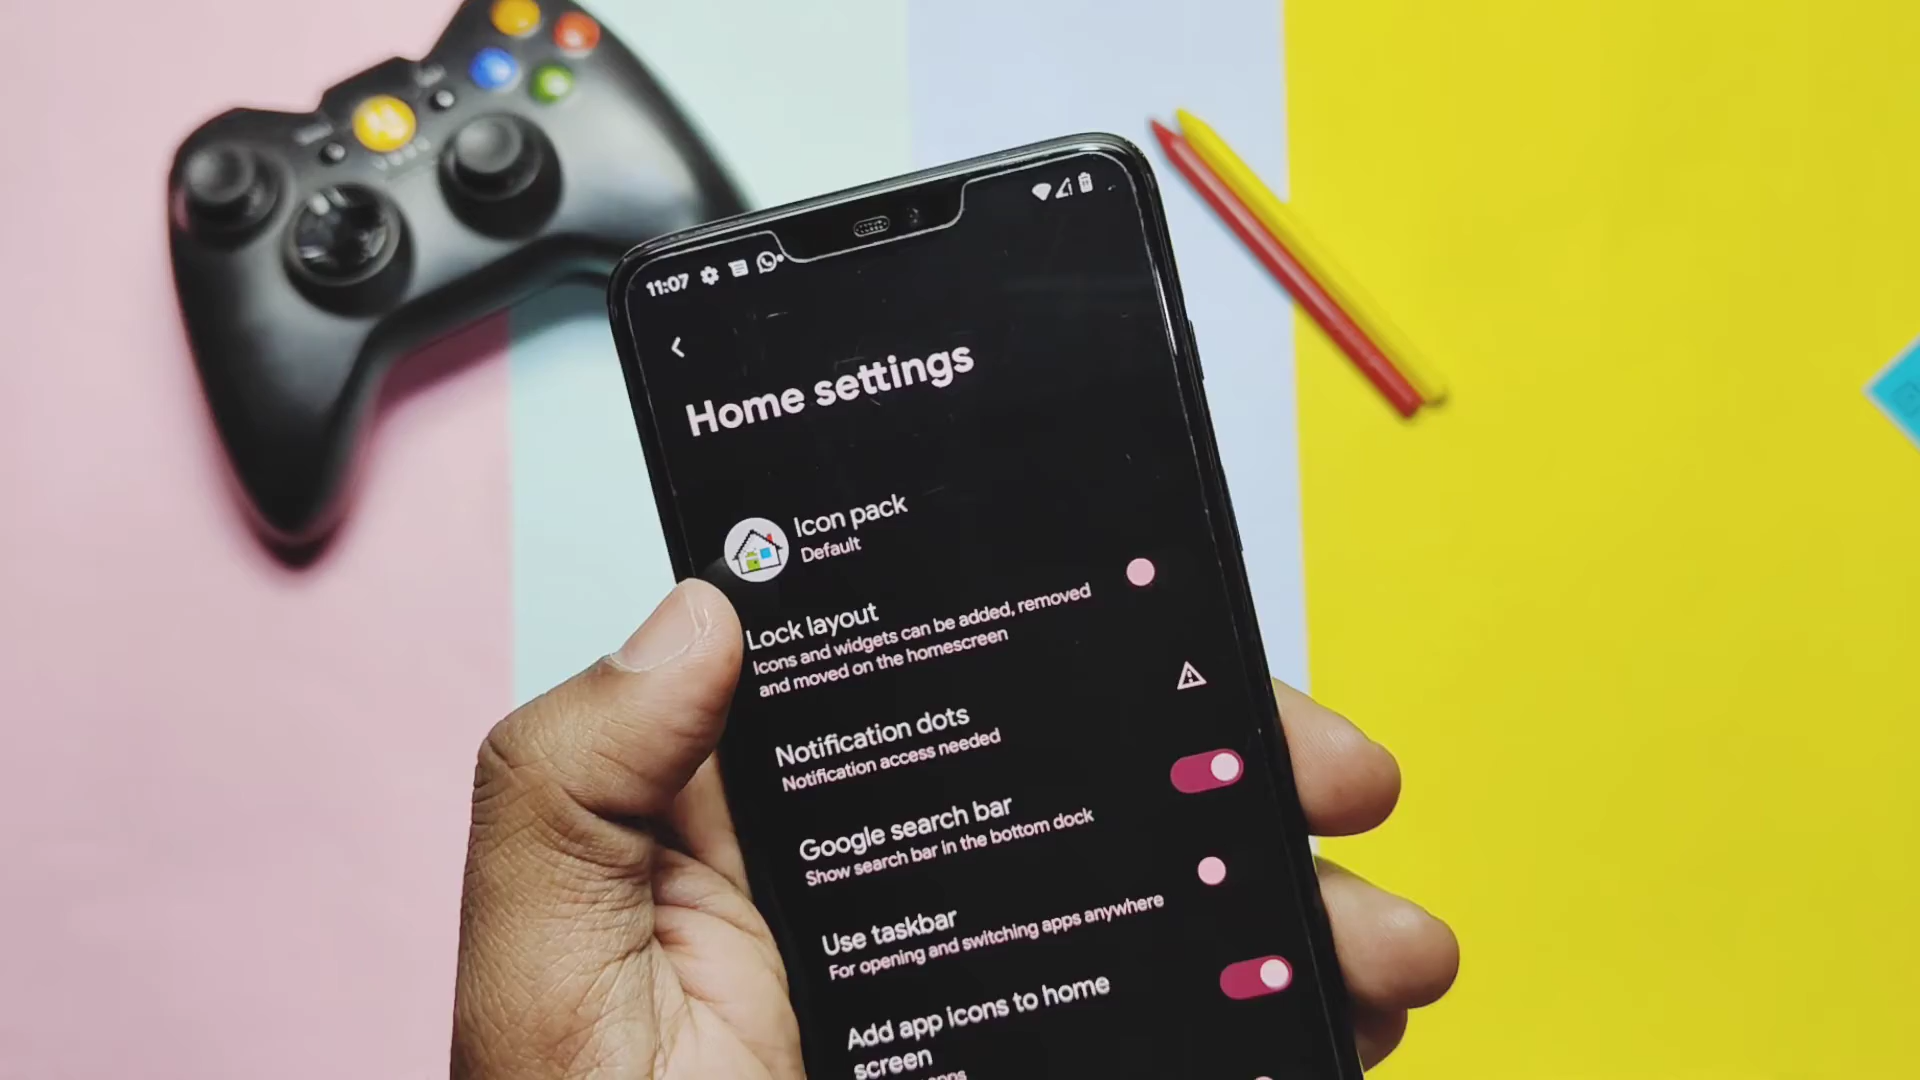 11:07
Home settings
Icon pack
Default
Lock layout
Icons and widgets can be added, removed
and moved on the homescreen
Notification dots
Notification access needed
Google search bar
Show search bar in the bottom dock
Use taskbar
For opening and switching apps anywhere
Add app icons to home
screen